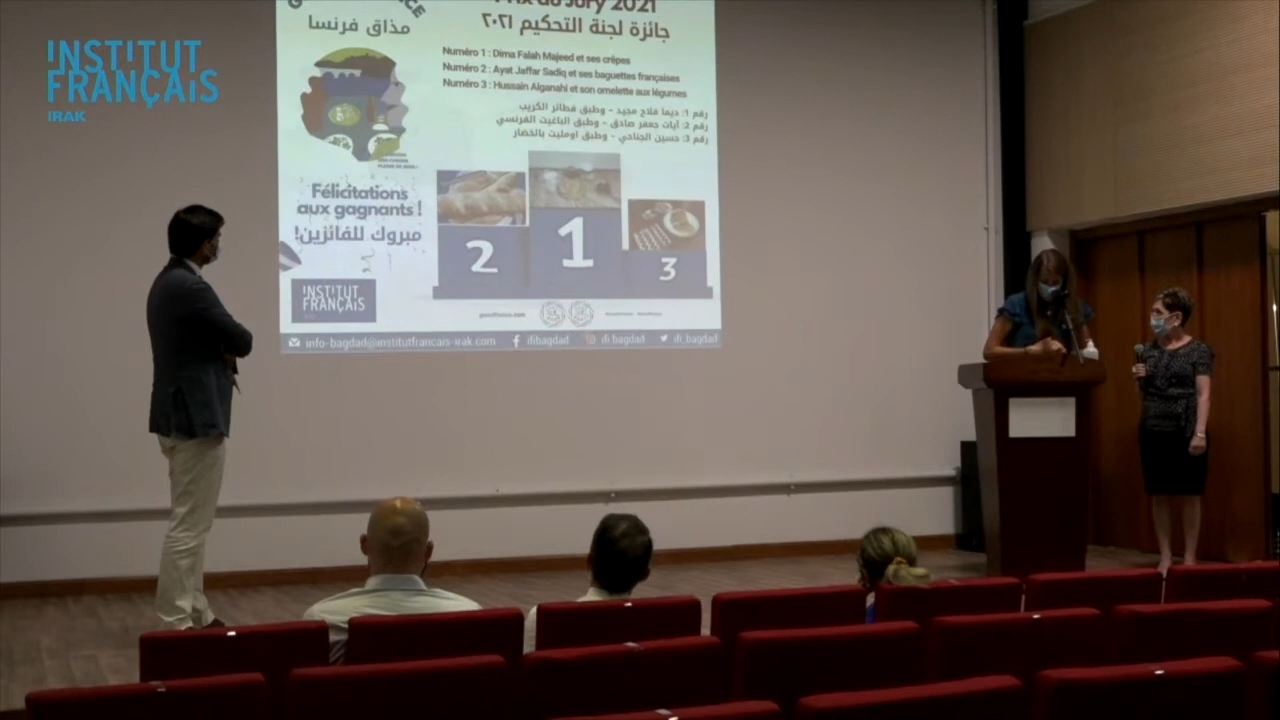 INSTITUT
FRANÇAIS
IRAK
Prix du Jury 2021
مذاق فرنسا
جائزة لجنة التحكيم ٢٠٢١
Numéro 1 : Dima Falah Majeed et ses crêpes
Numéro 2 : Ayat Jaffar Sadiq et ses baguettes françaises
Numéro 3 : Hussain Alganahi et son omelette aux légumes
رقم 1: ديما فلاح مجيد - وطبق فطائر الكريب
رقم 2: آيات جعفر صادق - وطبق الباغيت الفرنسي
رقم 3: حسين الجناحي - وطبق اومليت بالخضار
Félicitations
aux gagnants !
مبروك للفائزين!
2
1
3
INSTITUT
FRANÇAIS
info-bagdad@institutfrancais-irak.com ifibagdad ifi.bagdad ifi_bagdad